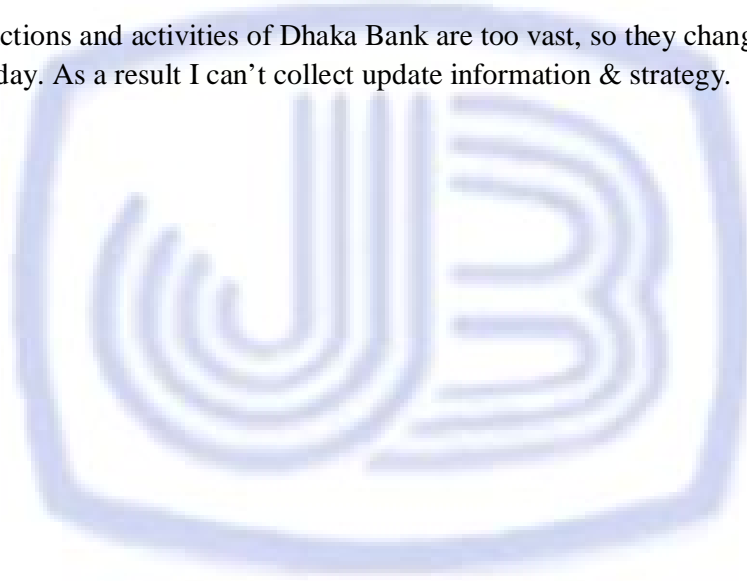 ctions and activities of Dhaka Bank are too vast, so they chang
day. As a result I can’t collect update information & strategy.
JB